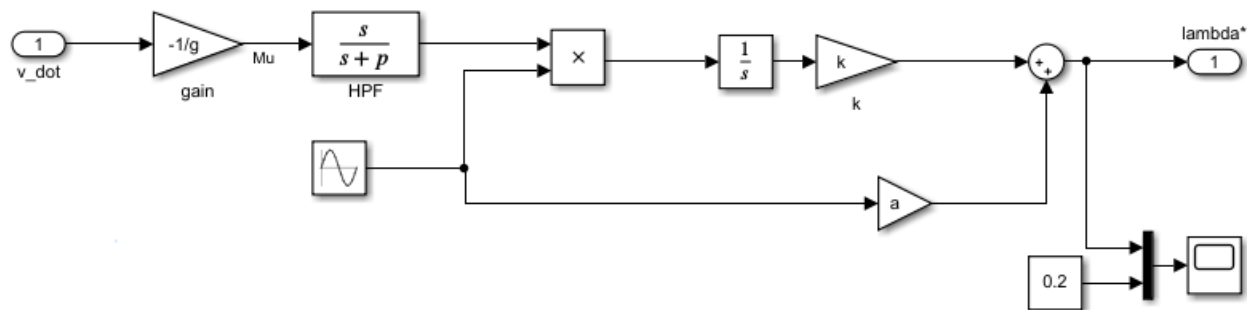 lambda*
1
v_dot
-1/g
gain
Mu
s
s + p
HPF
×
1
s
k
k
+
+
1
a
0.2